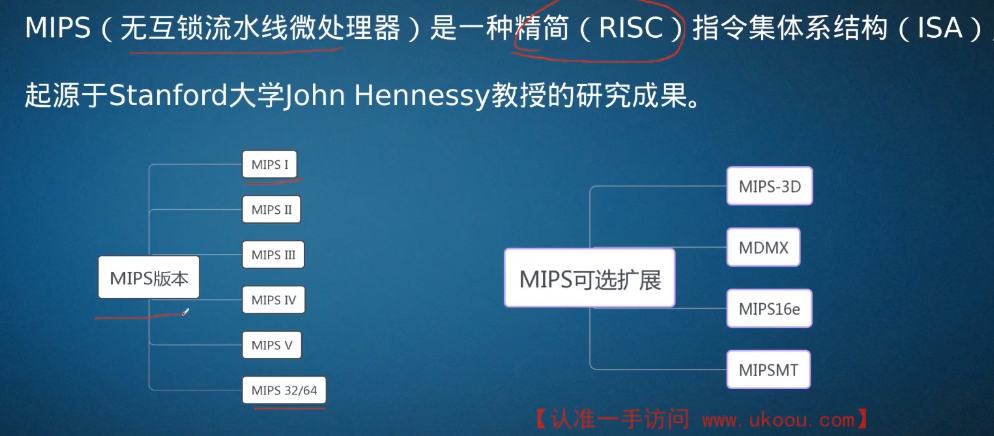 MIPS（无互锁流水线微处理器）是一种精简（RISC）指令集体系结构（ISA），
起源于Stanford大学John Hennessy教授的研究成果。
MIPS版本
MIPS I
MIPS II
MIPS III
MIPS IV
MIPS V
MIPS 32/64
MIPS可选扩展
MIPS-3D
MDMX
MIPS16e
MIPSMT
【认准一手访问 www.ukoou.com】